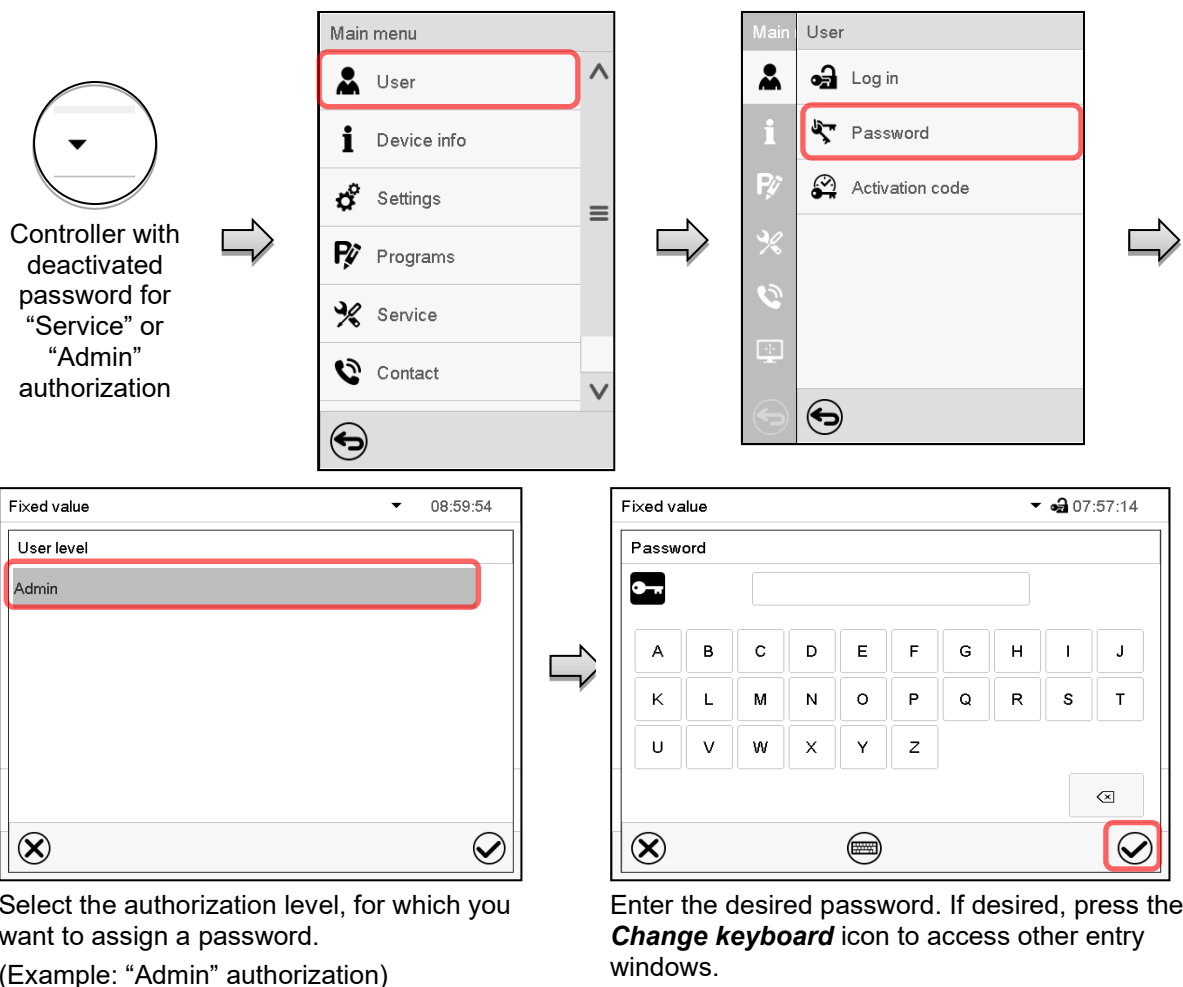 Controller with
deactivated
password for
“Service” or
“Admin”
authorization
Main menu
User
Device info
Settings
Programs
Service
Contact
Main User
Log in
Password
Activation code
Fixed value 08:59:54
User level
Admin
Select the authorization level, for which you
want to assign a password.
(Example: “Admin” authorization)
Fixed value 07:57:14
Password
A B C D E F G H I J
K L M N O P Q R S T
U V W X Y Z
Enter the desired password. If desired, press the
Change keyboard icon to access other entry
windows.